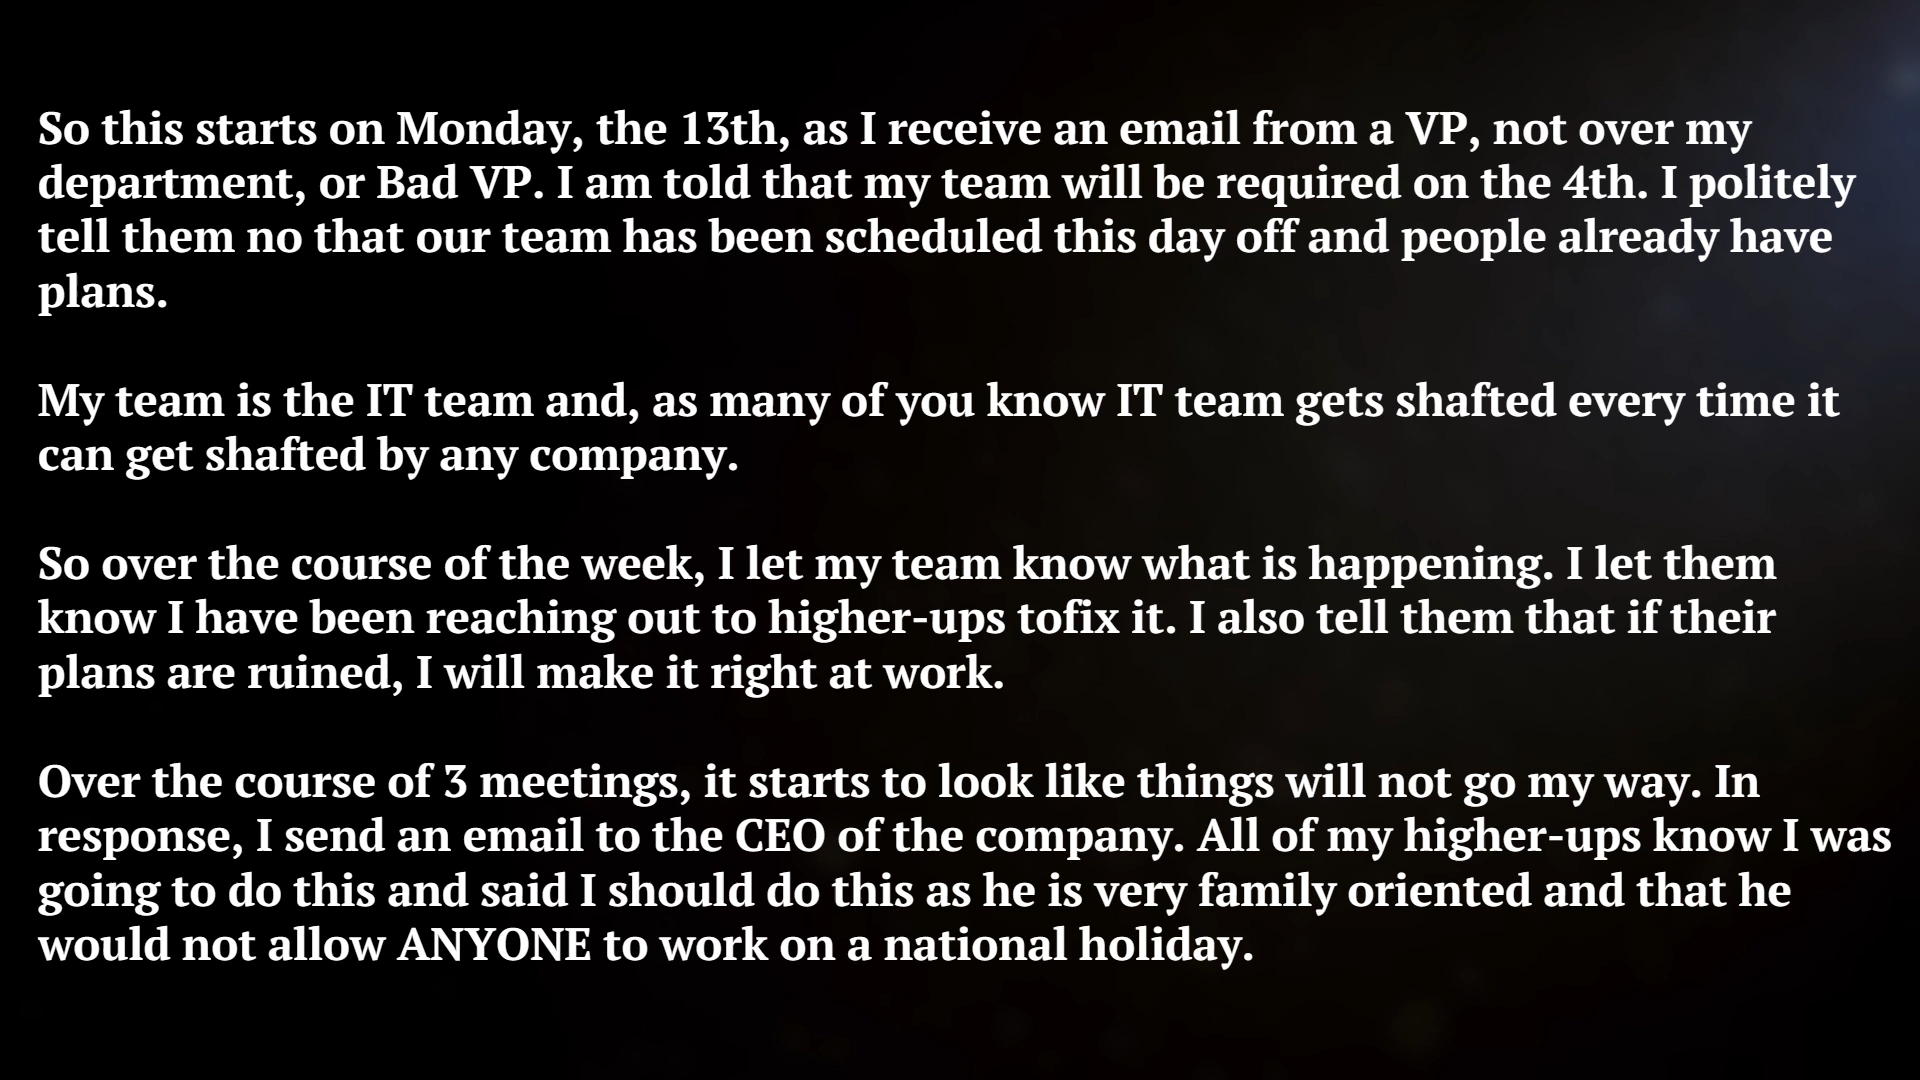 So this starts on Monday, the 13th, as I receive an email from a VP, not over my
department, or Bad VP. I am told that my team will be required on the 4th. I politely
tell them no that our team has been scheduled this day off and people already have
plans.
My team is the IT team and, as many of you know IT team gets shafted every time it
can get shafted by any company.
So over the course of the week, I let my team know what is happening. I let them
know I have been reaching out to higher-ups tofix it. I also tell them that if their
plans are ruined, I will make it right at work.
Over the course of 3 meetings, it starts to look like things will not go my way. In
response, I send an email to the CEO of the company. All of my higher-ups know I was
going to do this and said I should do this as he is very family oriented and that he
would not allow ANYONE to work on a national holiday.